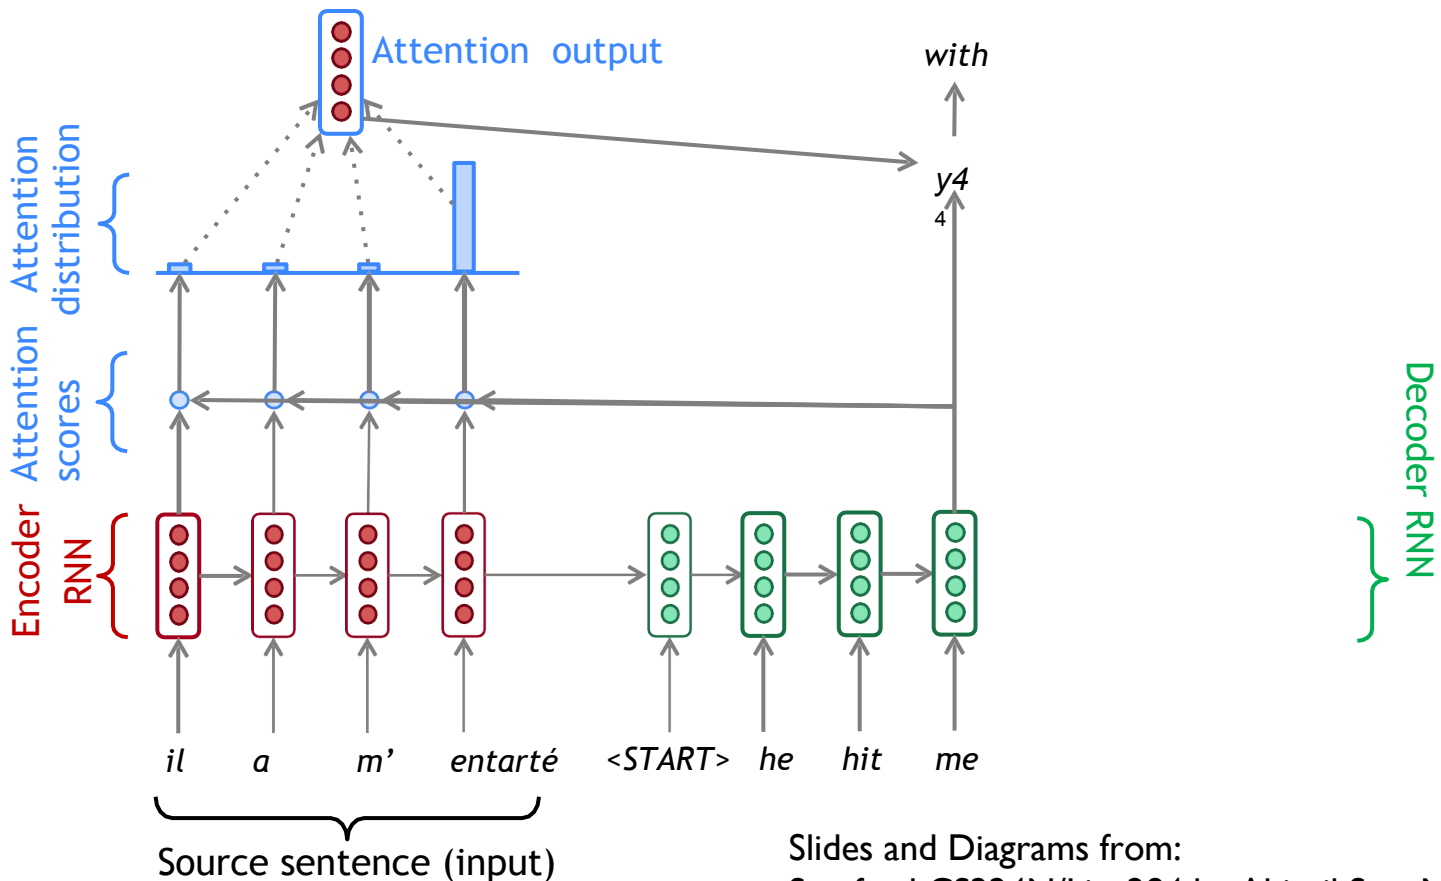 Attention output
with
y4
4
Attention
distribution
Attention
scores
Encoder
RNN
Decoder RNN
il a m’ entarté <START> he hit me
Source sentence (input)
Slides and Diagrams from: